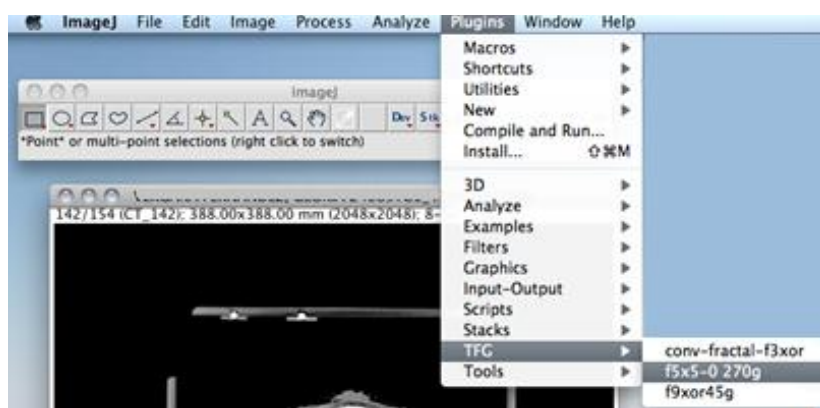 ImageJ File Edit Image Process Analyze Plugins Window Help
Macros
Shortcuts
Utilities
New
Compile and Run...
Install... ⇧⌘M
3D
Analyze
Examples
Filters
Graphics
Input-Output
Scripts
Stacks
TFG
Tools
conv-fractal-f3xor
f5x5-0 270g
f9xor45g
ImageJ
A Dev Stk
*Point* or multi-point selections (right click to switch)
142/154 (CT_142); 388.00x388.00 mm (2048x2048); 8-